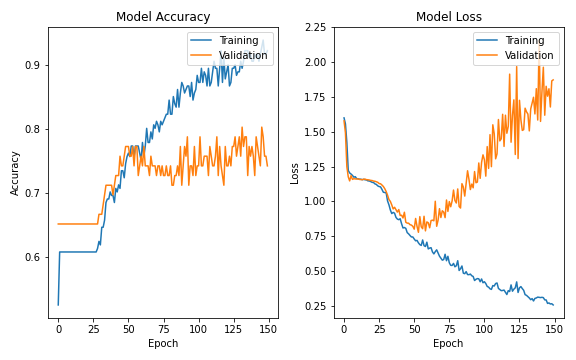 Model Accuracy
Training
Validation
Accuracy
0.9
0.8
0.7
0.6
0
25
50
75
100
125
150
Epoch
Model Loss
Training
Validation
Loss
2.25
2.00
1.75
1.50
1.25
1.00
0.75
0.50
0.25
0
25
50
75
100
125
150
Epoch